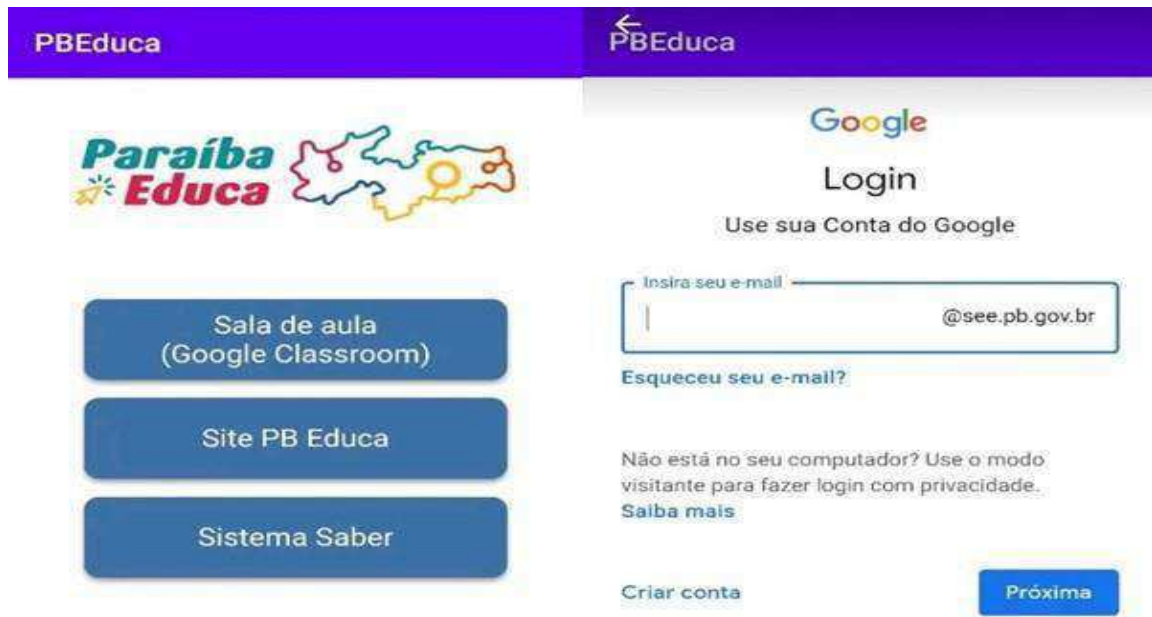 PBEduca
Paraíba
Educa
Sala de aula
(Google Classroom)
Site PB Educa
Sistema Saber
PBEduca
Google
Login
Use sua Conta do Google
Insira seu e-mail
@see.pb.gov.br
Esqueceu seu e-mail?
Não está no seu computador? Use o modo
visitante para fazer login com privacidade.
Saiba mais
Criar conta
Próxima